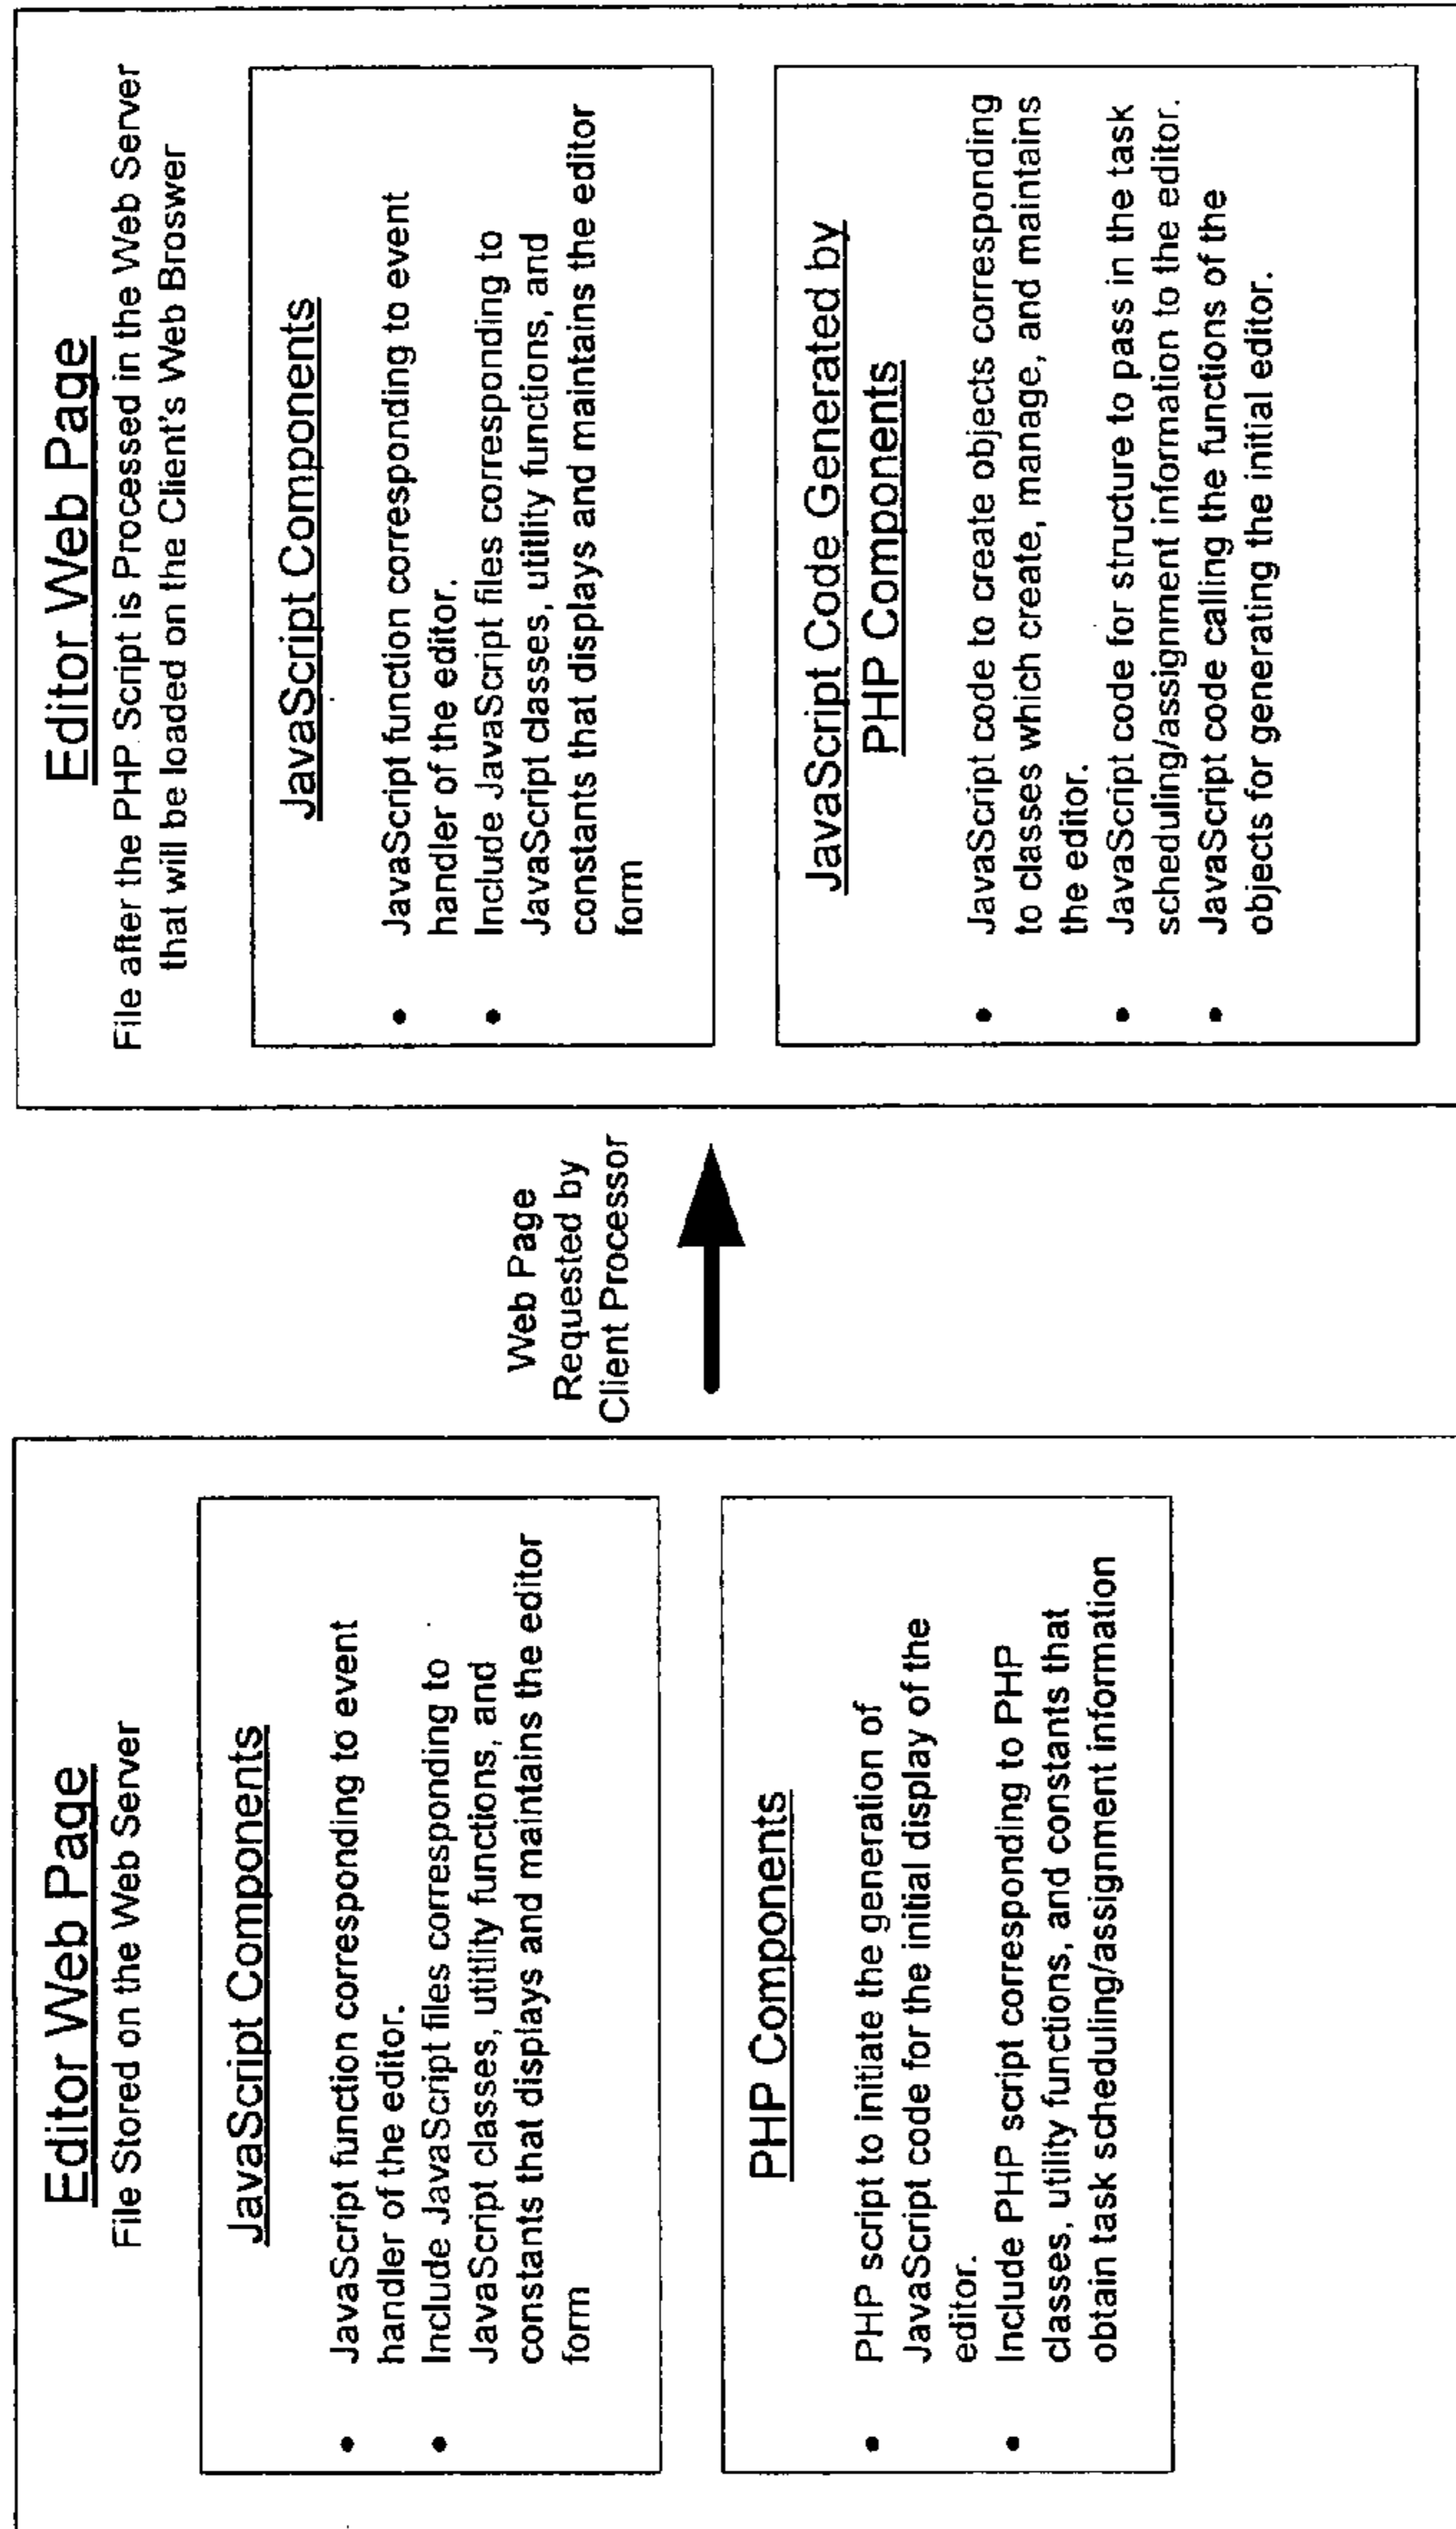 Editor Web Page
File Stored on the Web Server
JavaScript Components
• JavaScript function corresponding to event
handler of the editor.
• Include JavaScript files corresponding to
JavaScript classes, utitlity functions, and
constants that displays and maintains the editor
form
PHP Components
• PHP script to initiate the generation of
JavaScript code for the initial display of the
editor.
• Include PHP script corresponding to PHP
classes, utility functions, and constants that
obtain task scheduling/assignment information
Web Page
Requested by
Client Processor
Editor Web Page
File after the PHP Script is Processed in the Web Server
that will be loaded on the Client's Web Broswer
JavaScript Components
• JavaScript function corresponding to event
handler of the editor.
• Include JavaScript files corresponding to
JavaScript classes, utitlity functions, and
constants that displays and maintains the editor
form
JavaScript Code Generated by
PHP Components
• JavaScript code to create objects corresponding
to classes which create, manage, and maintains
the editor.
• JavaScript code for structure to pass in the task
scheduling/assignment information to the editor.
• JavaScript code calling the functions of the
objects for generating the initial editor.